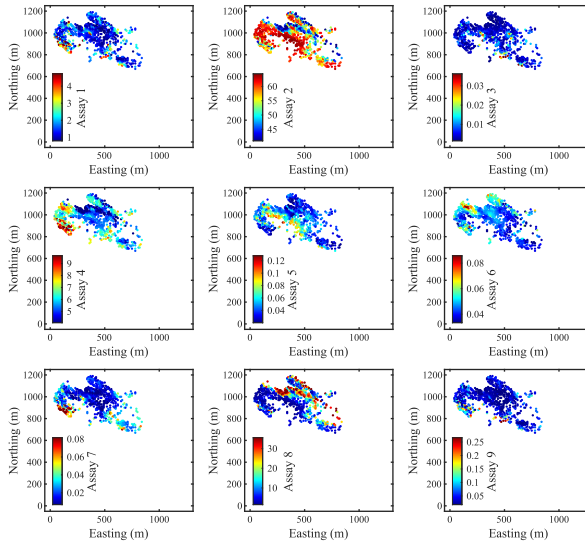 1200
1000
800
600
400
200
0
Northing (m)
4
3
2
1
Assay 1
0 500 1000
Easting (m)
1200
1000
800
600
400
200
0
Northing (m)
60
55
50
45
Assay 2
0 500 1000
Easting (m)
1200
1000
800
600
400
200
0
Northing (m)
0.03
0.02
0.01
Assay 3
0 500 1000
Easting (m)
1200
1000
800
600
400
200
0
Northing (m)
9
8
7
6
5
Assay 4
0 500 1000
Easting (m)
1200
1000
800
600
400
200
0
Northing (m)
0.12
0.1
0.08
0.06
0.04
Assay 5
0 500 1000
Easting (m)
1200
1000
800
600
400
200
0
Northing (m)
0.08
0.06
0.04
Assay 6
0 500 1000
Easting (m)
1200
1000
800
600
400
200
0
Northing (m)
0.08
0.06
0.04
0.02
Assay 7
0 500 1000
Easting (m)
1200
1000
800
600
400
200
0
Northing (m)
30
20
10
Assay 8
0 500 1000
Easting (m)
1200
1000
800
600
400
200
0
Northing (m)
0.25
0.2
0.15
0.1
0.05
Assay 9
0 500 1000
Easting (m)